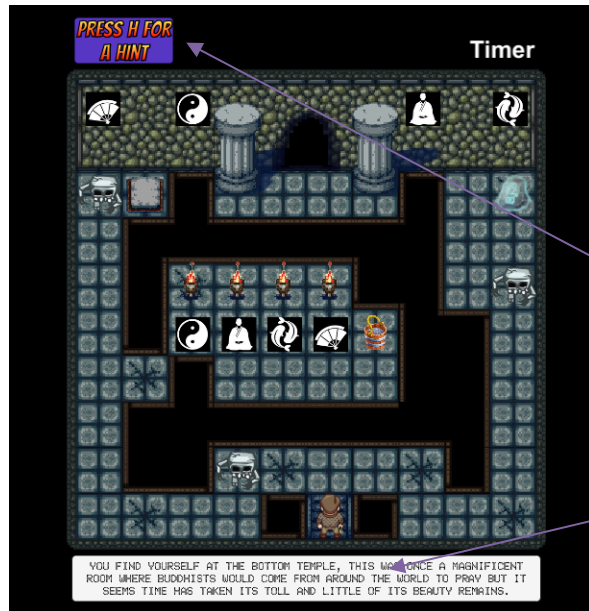 PRESS H FOR
A HINT
Timer
YOU FIND YOURSELF AT THE BOTTOM TEMPLE, THIS WAS ONCE A MAGNIFICENT
ROOM WHERE BUDDHISTS WOULD COME FROM AROUND THE WORLD TO PRAY BUT IT
SEEMS TIME HAS TAKEN ITS TOLL AND LITTLE OF ITS BEAUTY REMAINS.